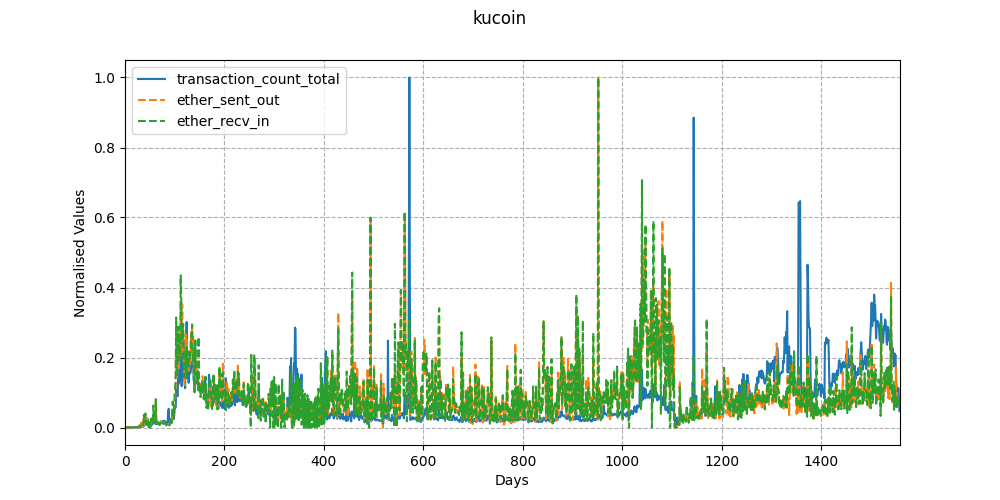 kucoin
transaction_count_total
ether_sent_out
ether_recv_in
1.0
0.8
0.6
0.4
0.2
0.0
Normalised Values
0 200 400 600 800 1000 1200 1400
Days